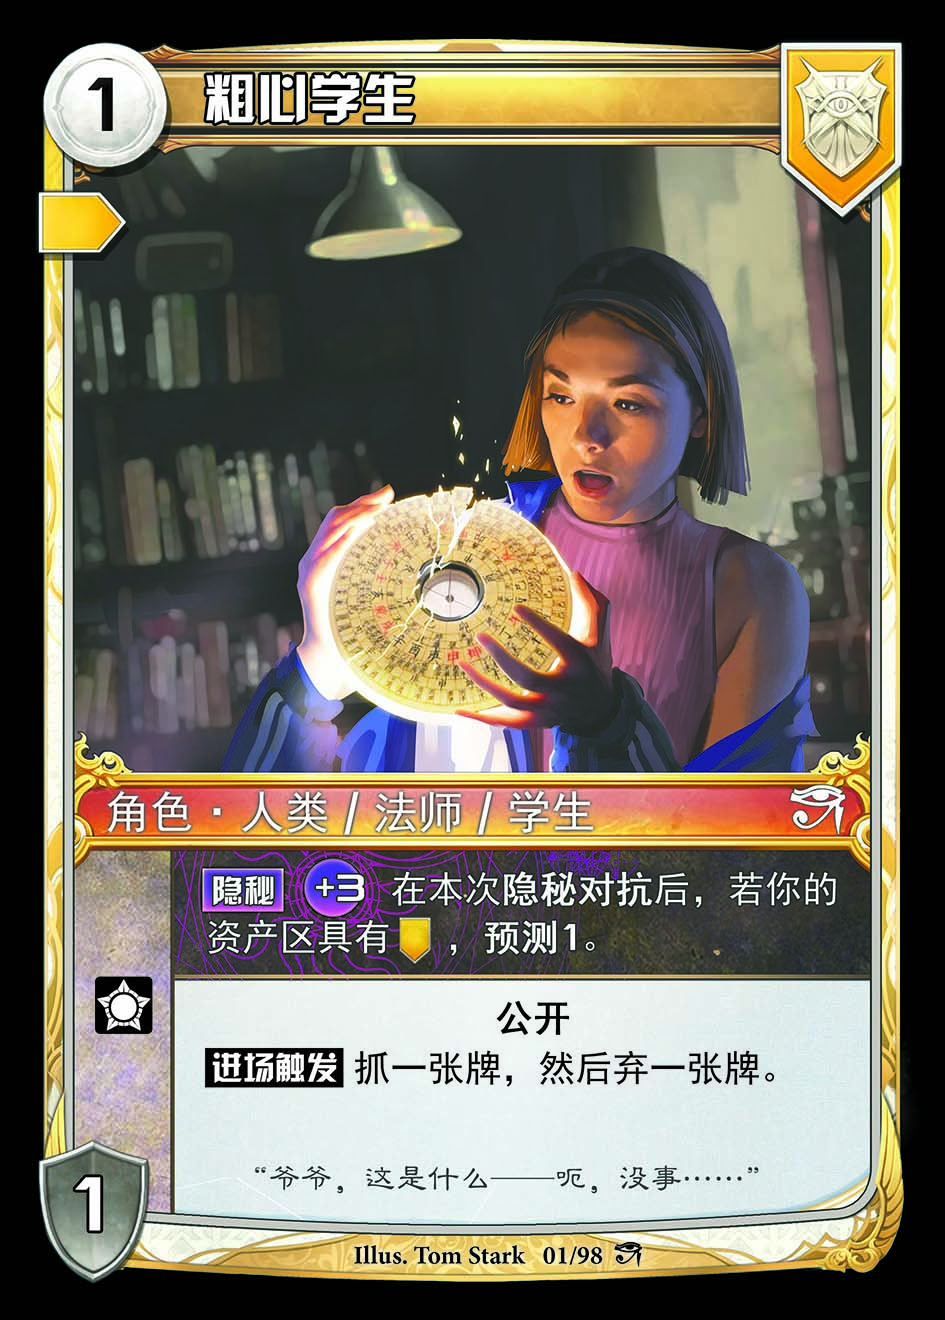 1
粗心学生
角色·人类 / 法师 / 学生
隐秘 +3 在本次隐秘对抗后，若你的
资产区具有，预测1。
公开
进场触发 抓一张牌，然后弃一张牌。
“爷爷，这是什么——呃，没事……”
1
Illus. Tom Stark 01/98